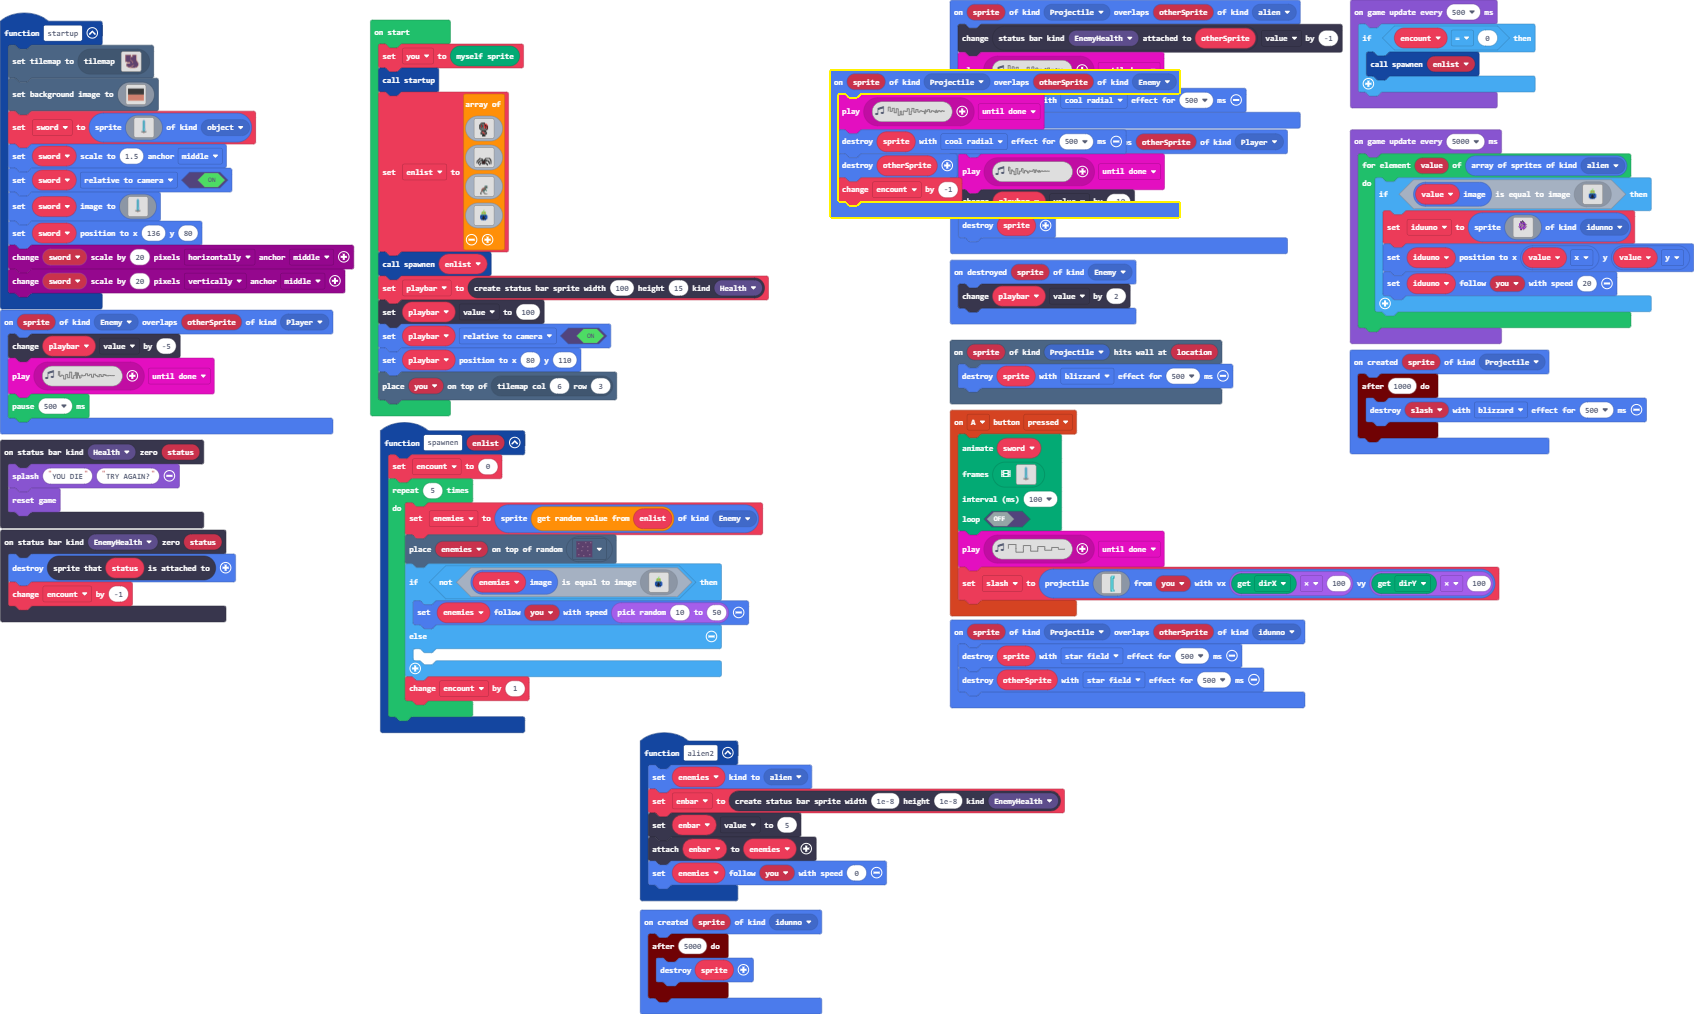 function startup
set tilemap to tilemap
set background image to
set sword to sprite of kind object
set sword scale to 1.5 anchor middle
set sword relative to camera ON
set sword image to
set sword position to x 136 y 80
change sword scale by 20 pixels horizontally anchor middle
change sword scale by 20 pixels vertically anchor middle
on sprite of kind Enemy overlaps otherSprite of kind Player
change playbar value by -5
play until done
pause 500 ms
on status bar kind Health zero status
splash "YOU DIE" "TRY AGAIN?"
reset game
on status bar kind EnemyHealth zero status
destroy sprite that status is attached to
change encount by -1
on start
set you to myself sprite
call startup
array of
set enlist to
call spawnen enlist
set playbar to create status bar sprite width 100 height 15 kind Health
set playbar value to 100
set playbar relative to camera ON
set playbar position to x 80 y 110
place you on top of tilemap col 6 row 3
function spawnen enlist
set encount to 0
repeat 5 times
do
set enemies to sprite get random value from enlist of kind Enemy
place enemies on top of random
if not enemies image is equal to image then
set enemies follow you with speed pick random 10 to 50
else
change encount by 1
function alien2
set enemies kind to alien
set enbar to create status bar sprite width 1e-8 height 1e-8 kind EnemyHealth
set enbar value to 5
attach enbar to enemies
set enemies follow you with speed 0
on created sprite of kind idunno
after 5000 do
destroy sprite
on sprite of kind Projectile overlaps otherSprite of kind alien
change status bar kind EnemyHealth attached to otherSprite value by -1
on sprite of kind Projectile overlaps otherSprite of kind Enemy
play until done
cool radial effect for 500 ms
destroy sprite with cool radial effect for 500 ms
otherSprite of kind Player
destroy otherSprite
play until done
change encount by -1
destroy sprite
on destroyed sprite of kind Enemy
change playbar value by 2
on sprite of kind Projectile hits wall at location
destroy sprite with blizzard effect for 500 ms
on A button pressed
animate sword
frames
interval (ms) 100
loop OFF
play until done
set slash to projectile from you with vx get dirX × 100 vy get dirY × 100
on sprite of kind Projectile overlaps otherSprite of kind idunno
destroy sprite with star field effect for 500 ms
destroy otherSprite with star field effect for 500 ms
on game update every 500 ms
if encount = 0 then
call spawnen enlist
on game update every 5000 ms
for element value of array of sprites of kind alien
do
if value image is equal to image then
set iduuno to sprite of kind idunno
set iduuno position to x value x y value y
set iduuno follow you with speed 20
on created sprite of kind Projectile
after 1000 do
destroy slash with blizzard effect for 500 ms